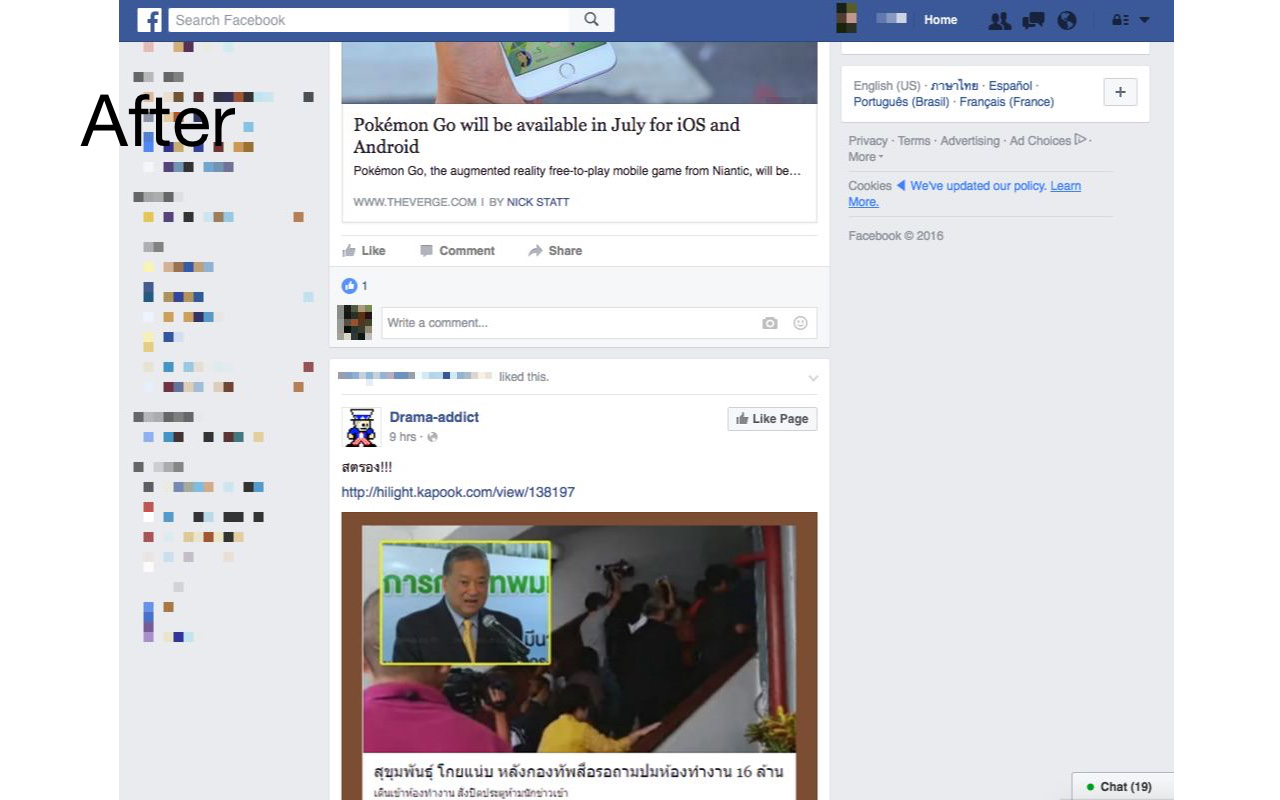 Search Facebook
Home
After
Pokémon Go will be available in July for iOS and
Android
Pokémon Go, the augmented reality free-to-play mobile game from Niantic, will be...
WWW.THEVERGE.COM | BY NICK STATT
Like Comment Share
1
Write a comment...
liked this.
Drama-addict
9 hrs ·
Like Page
สตรอง!!!
http://hilight.kapook.com/view/138197
สุขุมพันธุ์ โกยแน่บ หลังกองทัพสื่อรอถามปมห้องทำงาน 16 ล้าน
เดินเข้าห้องทำงาน สั่งปิดประตูห้ามนักข่าวเข้า
English (US) · ภาษาไทย · Español ·
Português (Brasil) · Français (France)
+
Privacy · Terms · Advertising · Ad Choices ·
More
Cookies We've updated our policy. Learn
More.
Facebook © 2016
Chat (19)